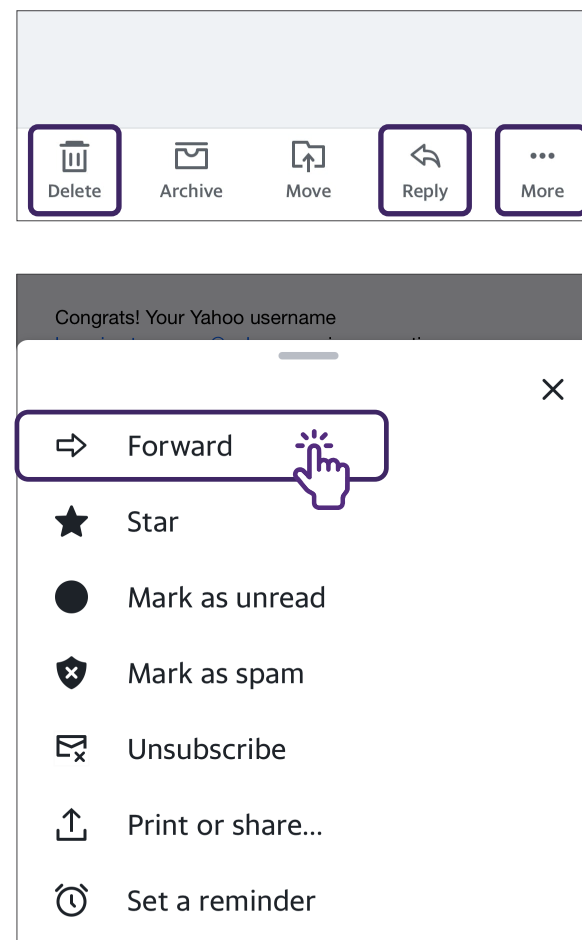 Delete Archive Move Reply More
Congrats! Your Yahoo username
Forward
Star
Mark as unread
Mark as spam
Unsubscribe
Print or share...
Set a reminder